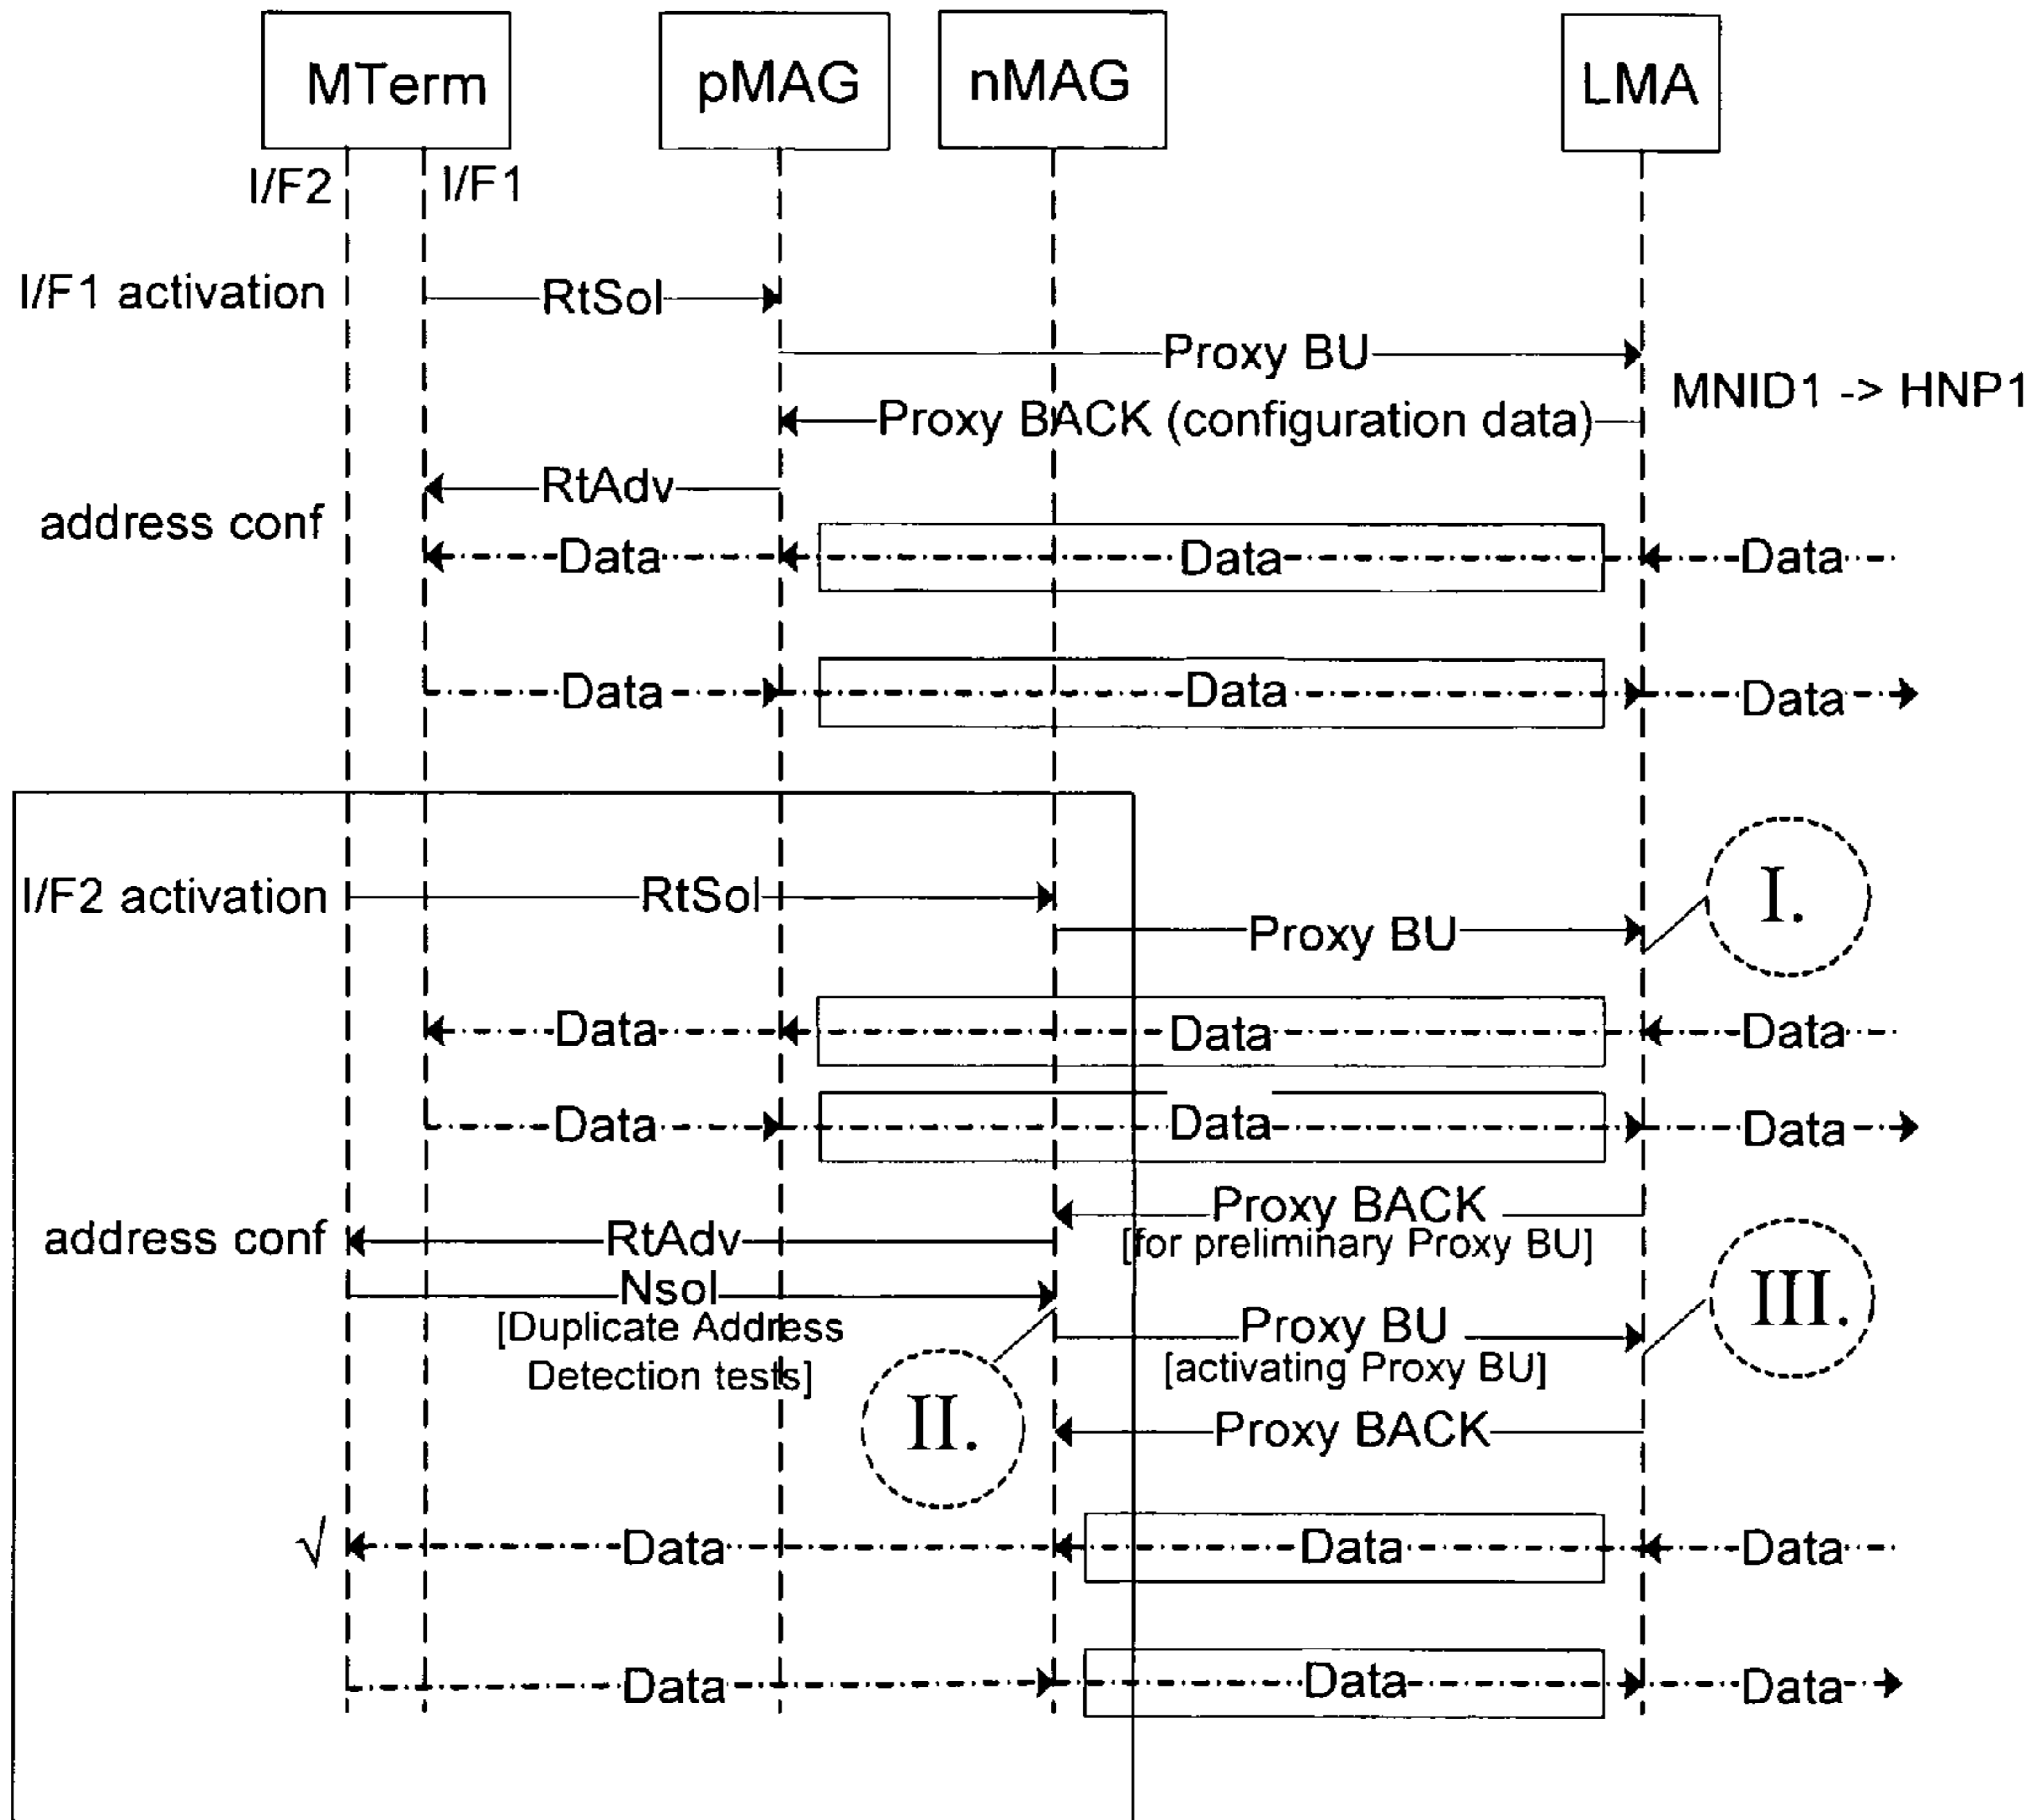 MTerm pMAG nMAG LMA
I/F2 I/F1
I/F1 activation RtSol
Proxy BU
MNID1 -> HNP1
Proxy BACK (configuration data)
RtAdv
address conf
Data Data Data
Data Data Data
I/F2 activation RtSol
I.
Proxy BU
Data Data Data
Data Data Data
Proxy BACK
[for preliminary Proxy BU]
address conf RtAdv
Nsol
[Duplicate Address
Detection tests]
III.
Proxy BU
[activating Proxy BU]
II.
Proxy BACK
√ Data Data Data
Data Data Data